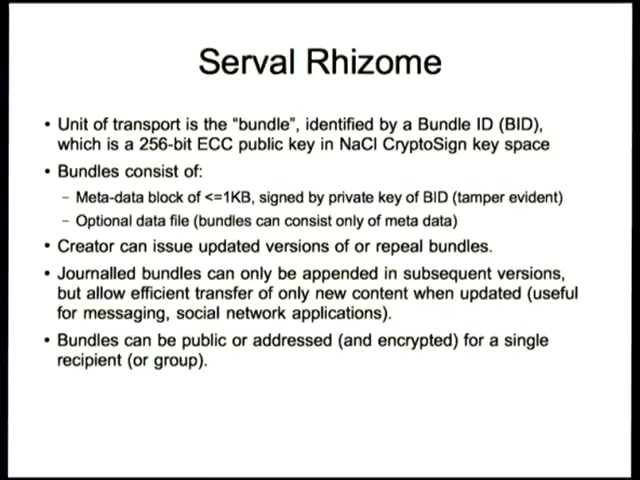 Serval Rhizome
• Unit of transport is the “bundle”, identified by a Bundle ID (BID),
which is a 256-bit ECC public key in NaCl CryptoSign key space
• Bundles consist of:
– Meta-data block of <=1KB, signed by private key of BID (tamper evident)
– Optional data file (bundles can consist only of meta data)
• Creator can issue updated versions of or repeal bundles.
• Journalled bundles can only be appended in subsequent versions,
but allow efficient transfer of only new content when updated (useful
for messaging, social network applications).
• Bundles can be public or addressed (and encrypted) for a single
recipient (or group).